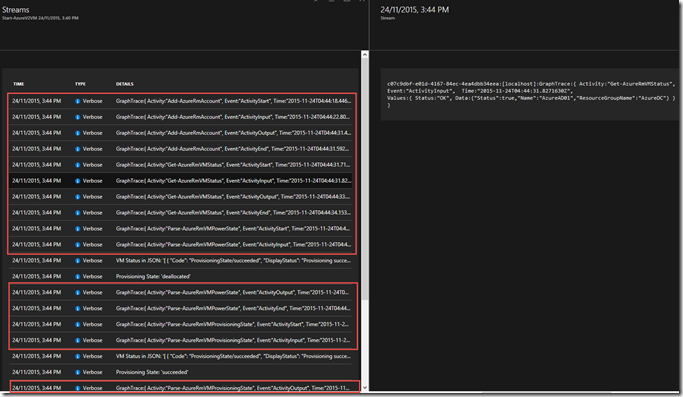 Streams
Start-AzureV2VM 24/11/2015, 3:40 PM
TIME TYPE DETAILS
24/11/2015, 3:44 PM Verbose GraphTrace:{ Activity:"Add-AzureRmAccount", Event:"ActivityStart", Time:"2015-11-24T04:44:18.446...
24/11/2015, 3:44 PM Verbose GraphTrace:{ Activity:"Add-AzureRmAccount", Event:"ActivityInput", Time:"2015-11-24T04:44:22.80...
24/11/2015, 3:44 PM Verbose GraphTrace:{ Activity:"Add-AzureRmAccount", Event:"ActivityOutput", Time:"2015-11-24T04:44:31.4...
24/11/2015, 3:44 PM Verbose GraphTrace:{ Activity:"Add-AzureRmAccount", Event:"ActivityEnd", Time:"2015-11-24T04:44:31.592...
24/11/2015, 3:44 PM Verbose GraphTrace:{ Activity:"Get-AzureRmVMStatus", Event:"ActivityStart", Time:"2015-11-24T04:44:31.71...
24/11/2015, 3:44 PM Verbose GraphTrace:{ Activity:"Get-AzureRmVMStatus", Event:"ActivityInput", Time:"2015-11-24T04:44:31.82...
24/11/2015, 3:44 PM Verbose GraphTrace:{ Activity:"Get-AzureRmVMStatus", Event:"ActivityOutput", Time:"2015-11-24T04:44:33....
24/11/2015, 3:44 PM Verbose GraphTrace:{ Activity:"Get-AzureRmVMStatus", Event:"ActivityEnd", Time:"2015-11-24T04:44:34.153...
24/11/2015, 3:44 PM Verbose GraphTrace:{ Activity:"Parse-AzureRmVMPowerState", Event:"ActivityStart", Time:"2015-11-24T04:4...
24/11/2015, 3:44 PM Verbose GraphTrace:{ Activity:"Parse-AzureRmVMPowerState", Event:"ActivityInput", Time:"2015-11-24T04:4...
24/11/2015, 3:44 PM Verbose VM Status in JSON: '[ { "Code": "ProvisioningState/succeeded", "DisplayStatus": "Provisioning succe...
24/11/2015, 3:44 PM Verbose Provisioning State: 'deallocated'
24/11/2015, 3:44 PM Verbose GraphTrace:{ Activity:"Parse-AzureRmVMPowerState", Event:"ActivityOutput", Time:"2015-11-24T0...
24/11/2015, 3:44 PM Verbose GraphTrace:{ Activity:"Parse-AzureRmVMPowerState", Event:"ActivityEnd", Time:"2015-11-24T04:44...
24/11/2015, 3:44 PM Verbose GraphTrace:{ Activity:"Parse-AzureRmVMProvisioningState", Event:"ActivityStart", Time:"2015-11-2...
24/11/2015, 3:44 PM Verbose GraphTrace:{ Activity:"Parse-AzureRmVMProvisioningState", Event:"ActivityInput", Time:"2015-11-2...
24/11/2015, 3:44 PM Verbose VM Status in JSON: '[ { "Code": "ProvisioningState/succeeded", "DisplayStatus": "Provisioning succe...
24/11/2015, 3:44 PM Verbose Provisioning State: 'succeeded'
24/11/2015, 3:44 PM Verbose GraphTrace:{ Activity:"Parse-AzureRmVMProvisioningState", Event:"ActivityOutput", Time:"2015-11...
24/11/2015, 3:44 PM
Stream
c07c9dbf-e01d-4167-84ec-4ea4dbb34eea:[localhost]:GraphTrace:{ Activity:"Get-AzureRmVMStatus",
Event:"ActivityInput", Time:"2015-11-24T04:44:31.8271630Z",
Values:{ Status:"OK", Data:{"Status":true,"Name":"AzureAD01","ResourceGroupName":"AzureDC"} }
}